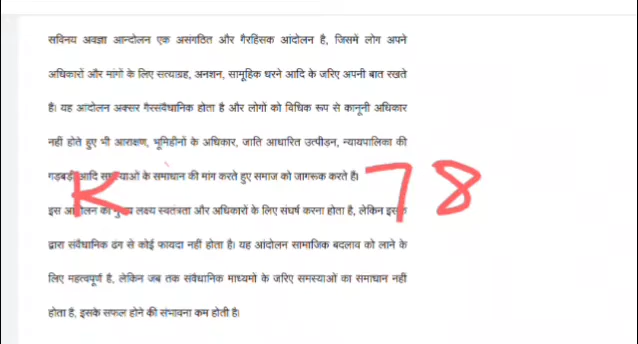 सविनय अवज्ञा आन्दोलन एक असंगठित और गैरहिंसक आंदोलन है, जिसमें लोग अपने
अधिकारों और मांगों के लिए सत्याग्रह, अनशन, सामूहिक धरने आदि के जरिए अपनी बात रखते
हैं। यह आंदोलन अक्सर गैरसंवैधानिक होता है और लोगों को विधिक रूप से कानूनी अधिकार
नहीं होते हुए भी आरक्षण, भूमिहीनों के अधिकार, जाति आधारित उत्पीड़न, न्यायपालिका की
गड़बड़ी आदि समस्याओं के समाधान की मांग करते हुए समाज को जागरूक करते है।
K 78
इस आंदोलन का मुख्य लक्ष्य स्वतंत्रता और अधिकारों के लिए संघर्ष करना होता है, लेकिन इसके
द्वारा संवैधानिक ढंग से कोई फायदा नहीं होता है। यह आंदोलन सामाजिक बदलाव को लाने के
लिए महत्वपूर्ण है, लेकिन जब तक संवैधानिक माध्यमों के जरिए समस्याओं का समाधान नहीं
होता है, इसके सफल होने की संभावना कम होती है।